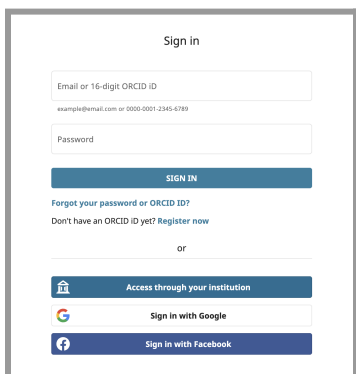 Sign in
Email or 16-digit ORCID iD
example@email.com or 0000-0001-2345-6789
Password
SIGN IN
Forgot your password or ORCID ID?
Don't have an ORCID iD yet? Register now
or
Access through your institution
Sign in with Google
Sign in with Facebook